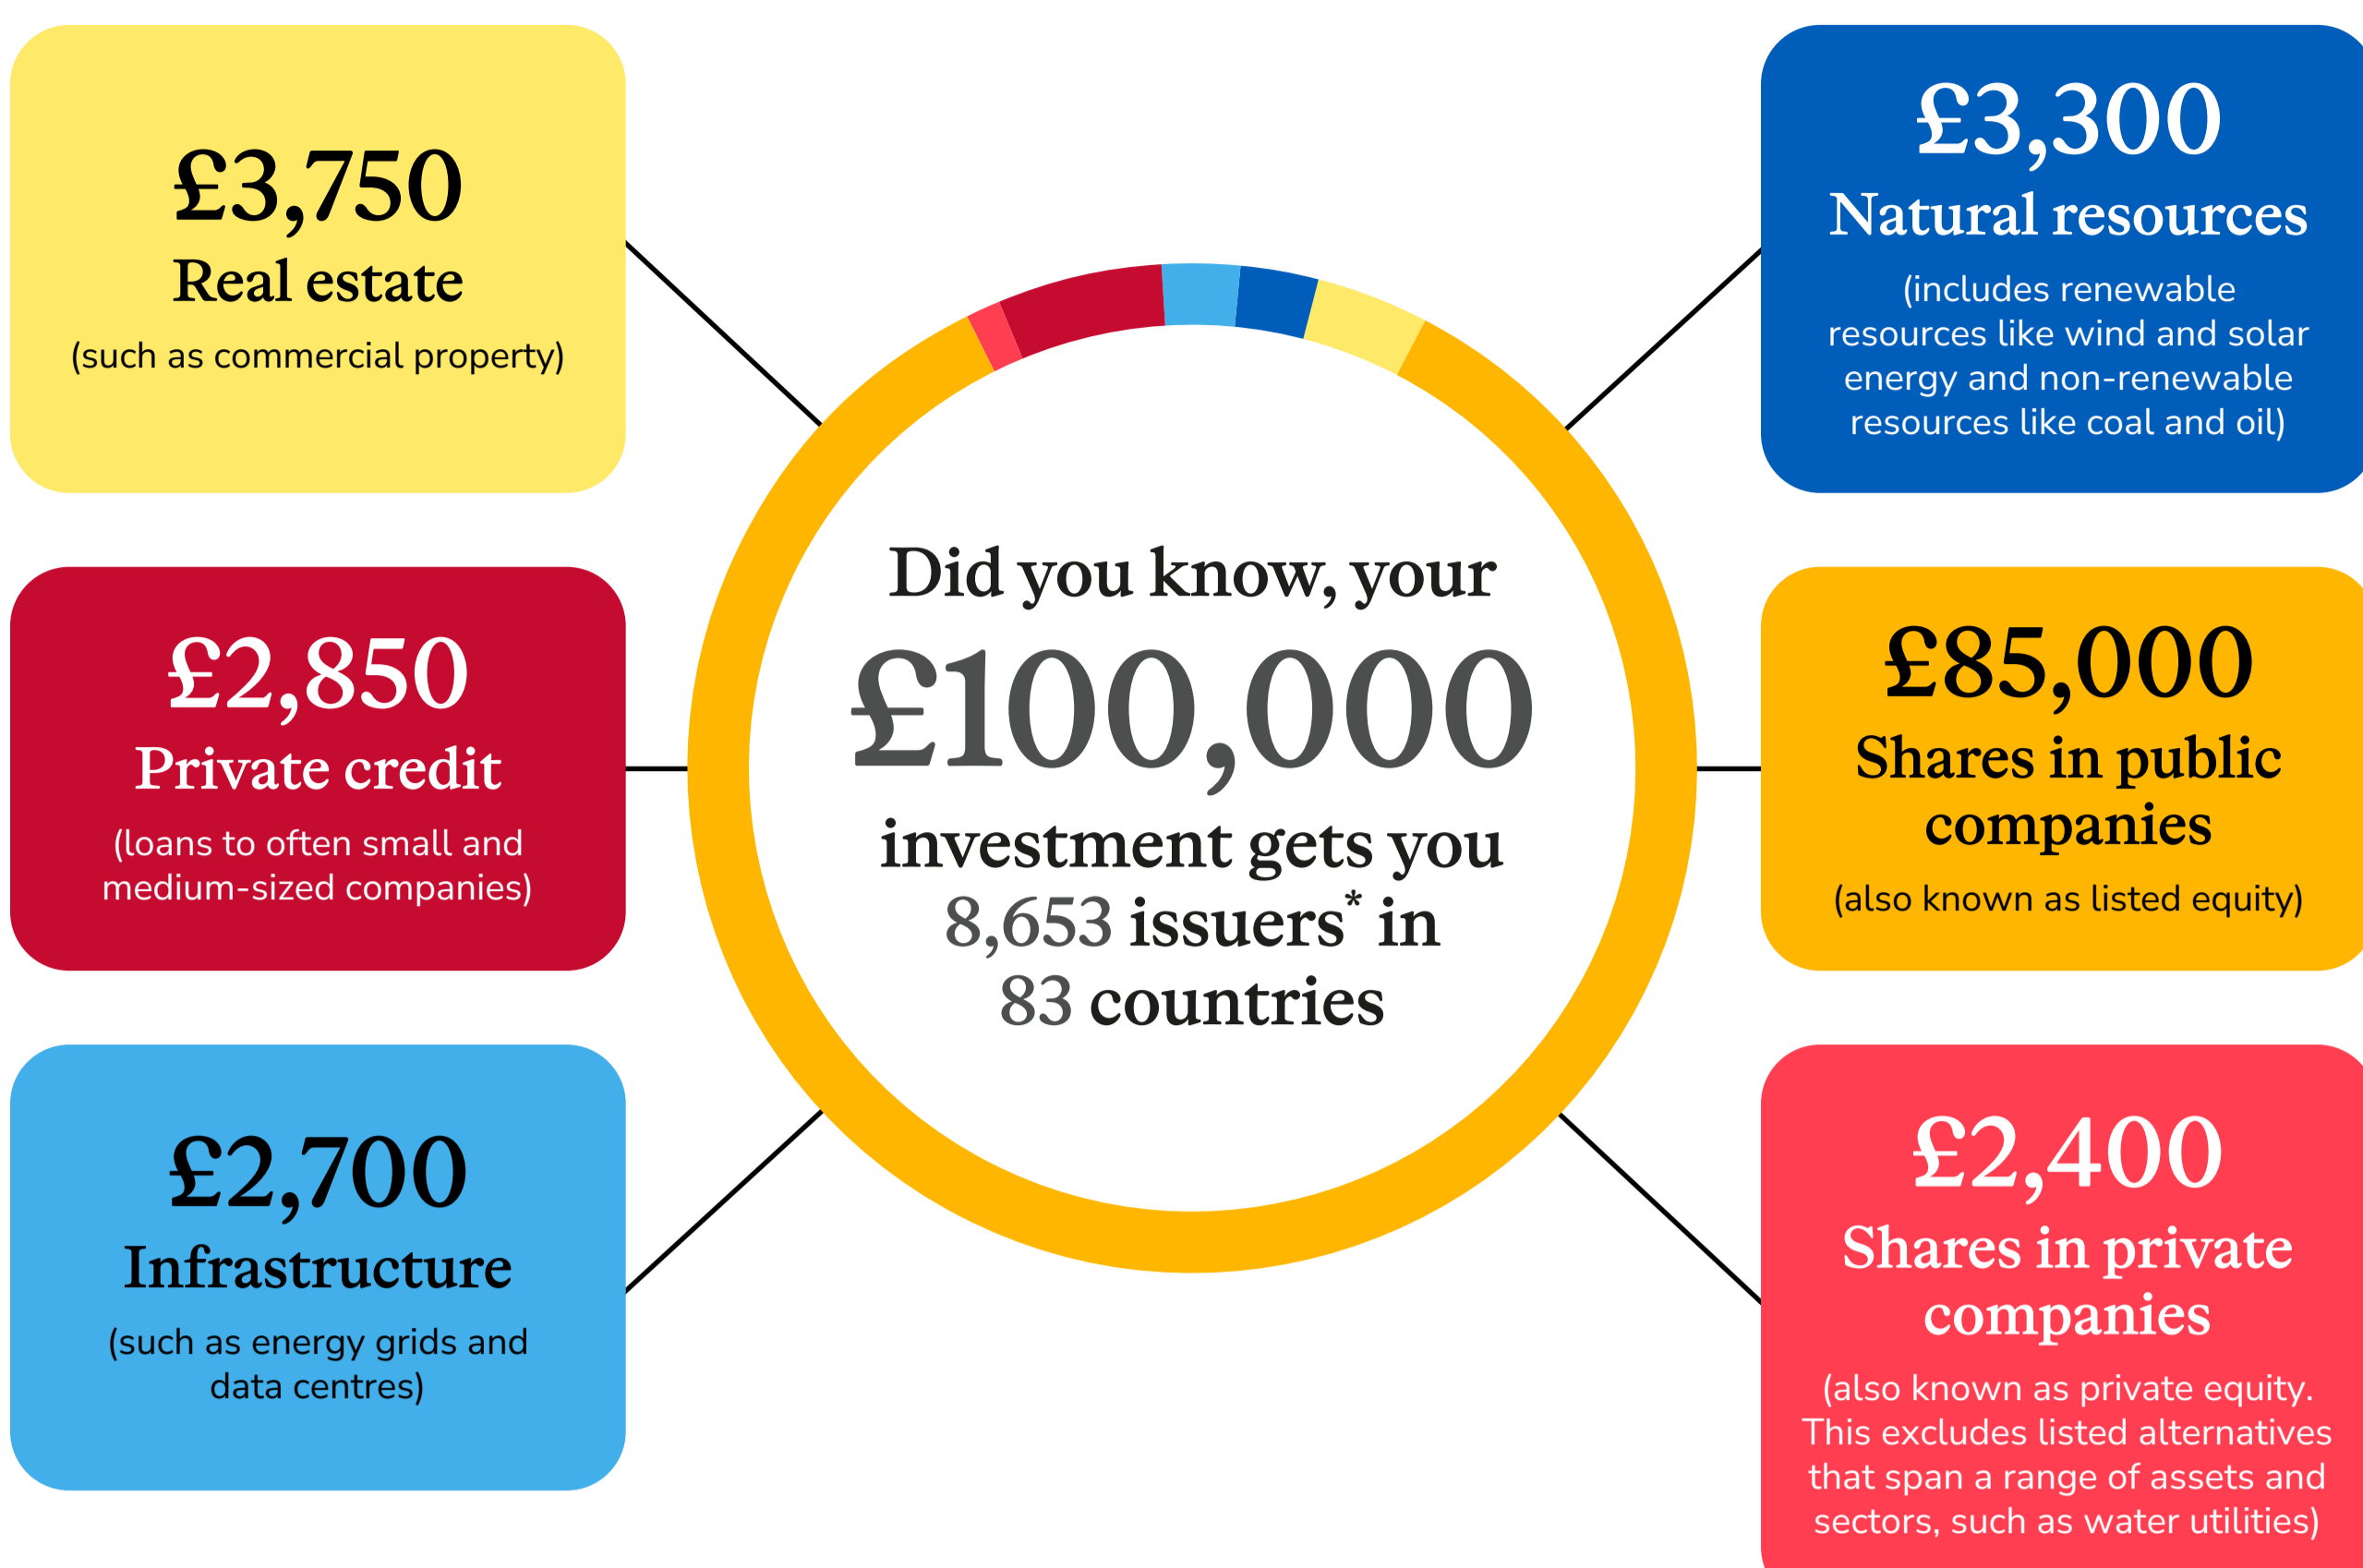 £3,750
Real estate
(such as commercial property)
£2,850
Private credit
(loans to often small and
medium-sized companies)
£2,700
Infrastructure
(such as energy grids and
data centres)
Did you know, your
£100,000
investment gets you
8,653 issuers* in
83 countries
£3,300
Natural resources
(includes renewable
resources like wind and solar
energy and non-renewable
resources like coal and oil)
£85,000
Shares in public
companies
(also known as listed equity)
£2,400
Shares in private
companies
(also known as private equity.
This excludes listed alternatives
that span a range of assets and
sectors, such as water utilities)